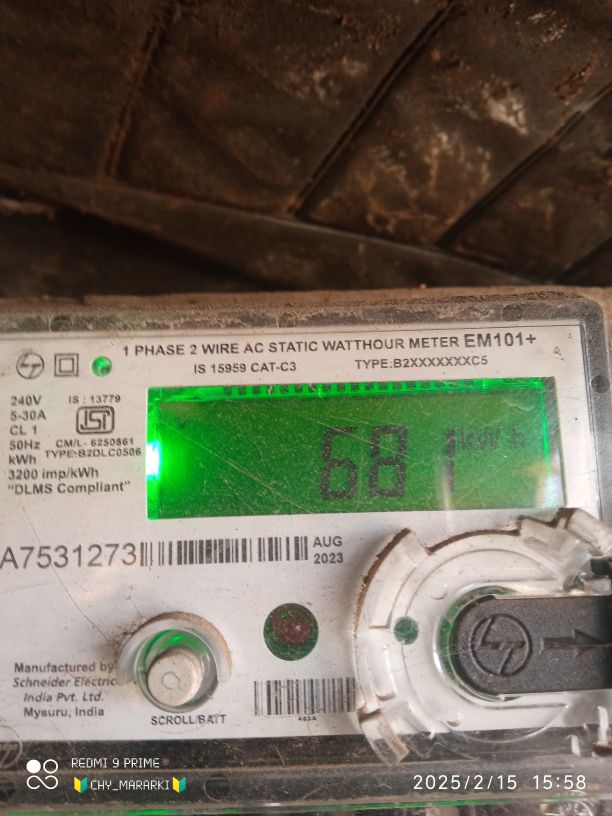 1 PHASE 2 WIRE AC STATIC WATTHOUR METER EM101+
IS 15959 CAT-C3 TYPE:B2XXXXXXXC5
240V IS : 13779
5-30A
CL 1
50Hz CM/L- 6250861
kWh TYPE:B2DLC0506
3200 imp/kWh
"DLMS Compliant"
681 kWh
A7531273
AUG
2023
Manufactured by
Schneider Electric
India Pvt. Ltd.
Mysuru, India
SCROLL/BATT
REDMI 9 PRIME
🔰CHY_MARARKI🔰
2025/2/15 15:58